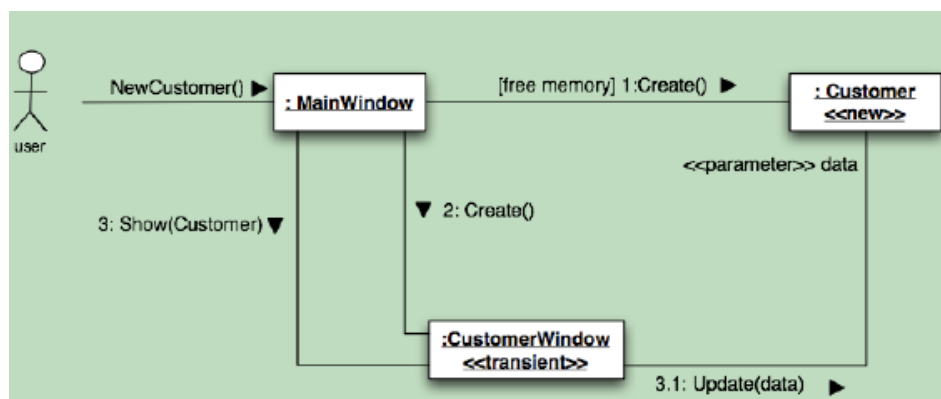 NewCustomer()
: MainWindow
[free memory] 1:Create()
: Customer
<<new>>
user
<<parameter>> data
3: Show(Customer)
2: Create()
:CustomerWindow
<<transient>>
3.1: Update(data)